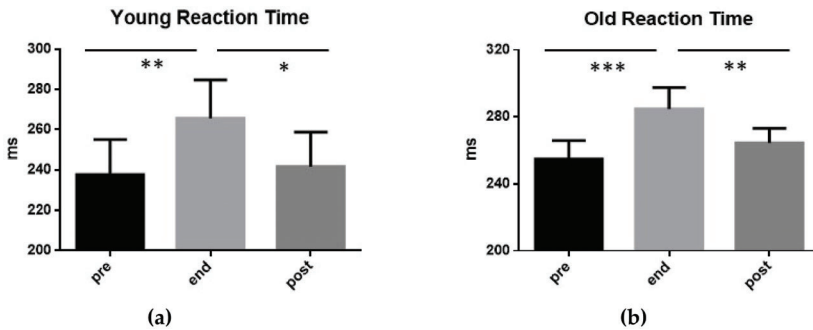 Young Reaction Time
300
280
260
240
220
200
ms
**
*
pre
end
post
(a)
Old Reaction Time
320
280
240
200
ms
***
**
pre
end
post
(b)